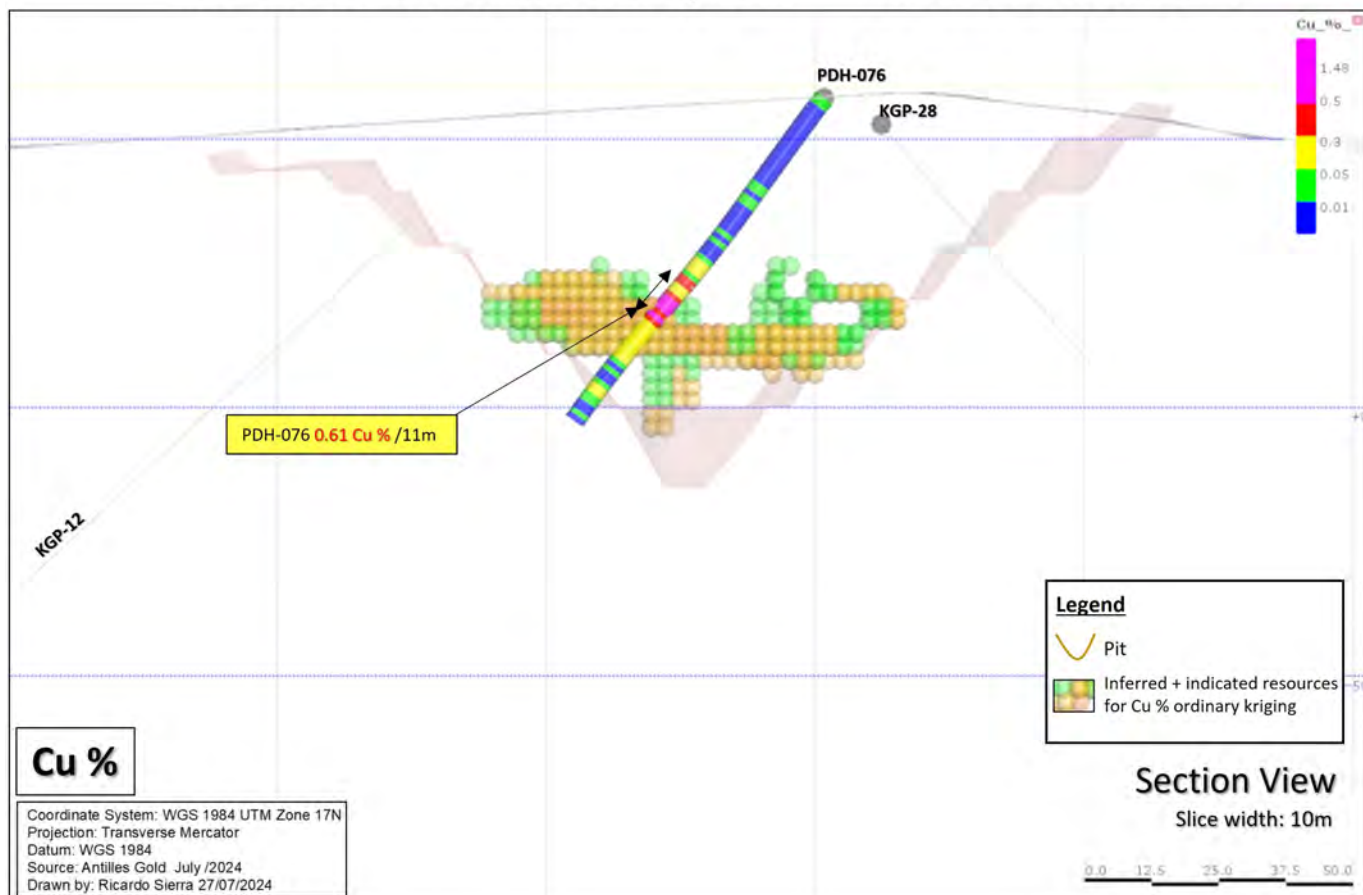 Cu_%_
PDH-076
1.48
KGP-28
0.5
0.3
0.05
0.01
PDH-076 0.61 Cu % /11m
KGP-12
Legend
Pit
Inferred + indicated resources
for Cu % ordinary kriging
Cu %
Section View
Slice width: 10m
Coordinate System: WGS 1984 UTM Zone 17N
Projection: Transverse Mercator
Datum: WGS 1984
Source: Antilles Gold July /2024
Drawn by: Ricardo Sierra 27/07/2024
0.0 12.5 25.0 37.5 50.0